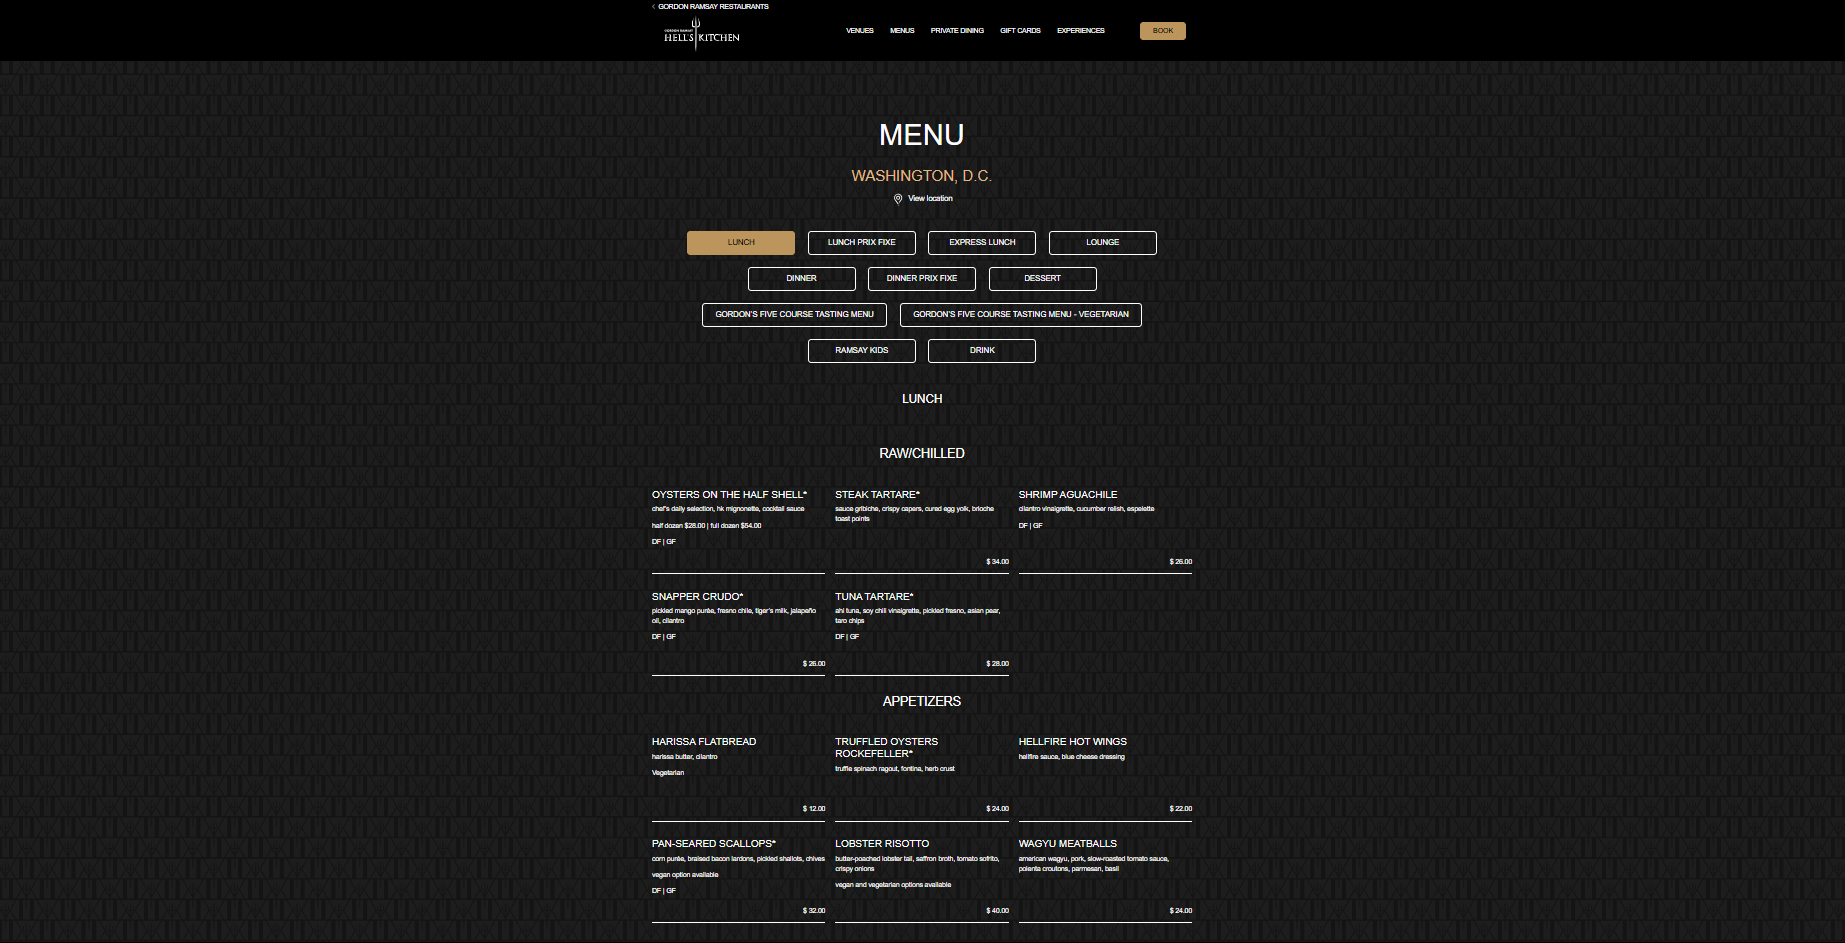 GORDON RAMSAY RESTAURANTS
GORDON RAMSAY
HELL'S KITCHEN
VENUES
MENUS
PRIVATE DINING
GIFT CARDS
EXPERIENCES
BOOK
MENU
WASHINGTON, D.C.
View location
LUNCH
LUNCH PRIX FIXE
EXPRESS LUNCH
LOUNGE
DINNER
DINNER PRIX FIXE
DESSERT
GORDON'S FIVE COURSE TASTING MENU
GORDON'S FIVE COURSE TASTING MENU - VEGETARIAN
RAMSAY KIDS
DRINK
LUNCH
RAW/CHILLED
OYSTERS ON THE HALF SHELL*
chef's daily selection, hk mignonette, cocktail sauce
half dozen $28.00 | full dozen $54.00
DF | GF
STEAK TARTARE*
sauce gribiche, crispy capers, cured egg yolk, brioche
toast points
$ 34.00
SHRIMP AGUACHILE
cilantro vinaigrette, cucumber relish, espelette
DF | GF
$ 26.00
SNAPPER CRUDO*
pickled mango purée, fresno chile, tiger's milk, jalapeño
oil, cilantro
DF | GF
$ 26.00
TUNA TARTARE*
ahi tuna, soy chili vinaigrette, pickled fresno, asian pear,
taro chips
DF | GF
$ 28.00
APPETIZERS
HARISSA FLATBREAD
harissa butter, cilantro
Vegetarian
$ 12.00
TRUFFLED OYSTERS
ROCKEFELLER*
truffle spinach ragout, fontina, herb crust
$ 24.00
HELLFIRE HOT WINGS
hellfire sauce, blue cheese dressing
$ 22.00
PAN-SEARED SCALLOPS*
corn purée, braised bacon lardons, pickled shallots, chives
vegan option available
DF | GF
$ 32.00
LOBSTER RISOTTO
butter-poached lobster tail, saffron broth, tomato sofrito,
crispy onions
vegan and vegetarian options available
$ 40.00
WAGYU MEATBALLS
american wagyu, pork, slow-roasted tomato sauce,
polenta croutons, parmesan, basil
$ 24.00